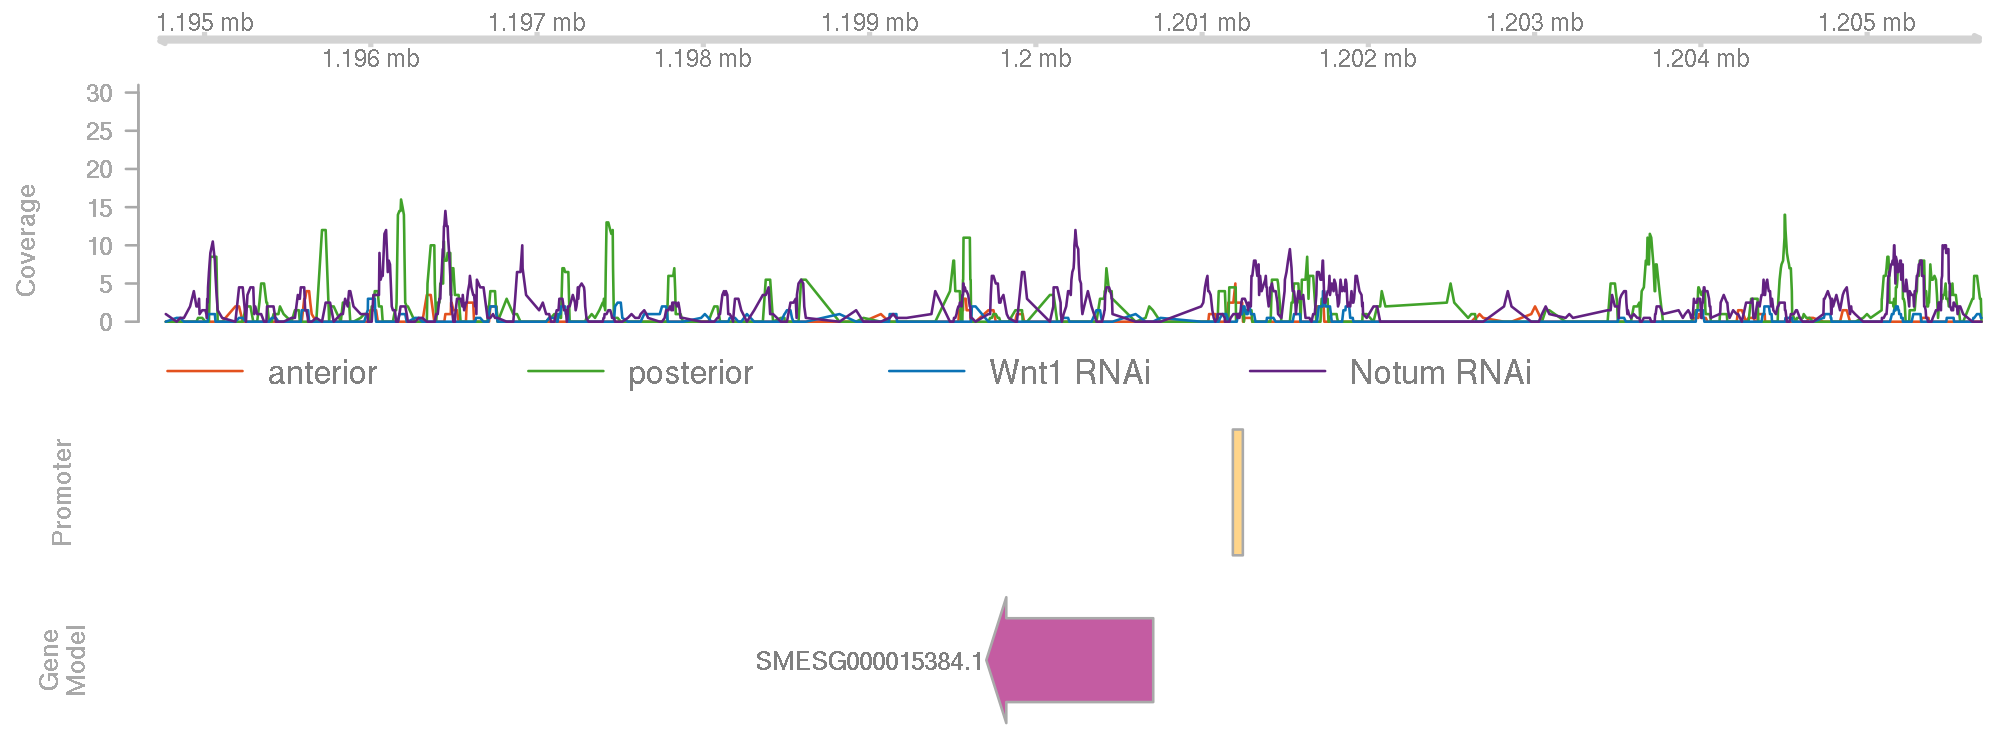 1.195 mb 1.197 mb 1.199 mb 1.201 mb 1.203 mb 1.205 mb
1.196 mb 1.198 mb 1.2 mb 1.202 mb 1.204 mb
Coverage
30
25
20
15
10
5
0
anterior posterior Wnt1 RNAi Notum RNAi
Promoter
Gene
Model
SMESG000015384.1